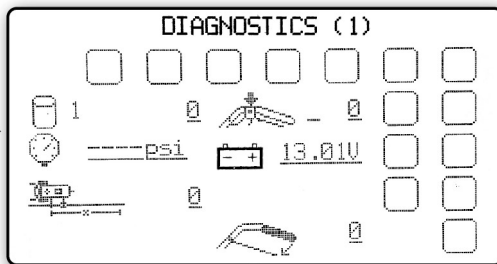 DIAGNOSTICS (1)
1 0 _ 0
-----psi - + 13.01V
x 0
0